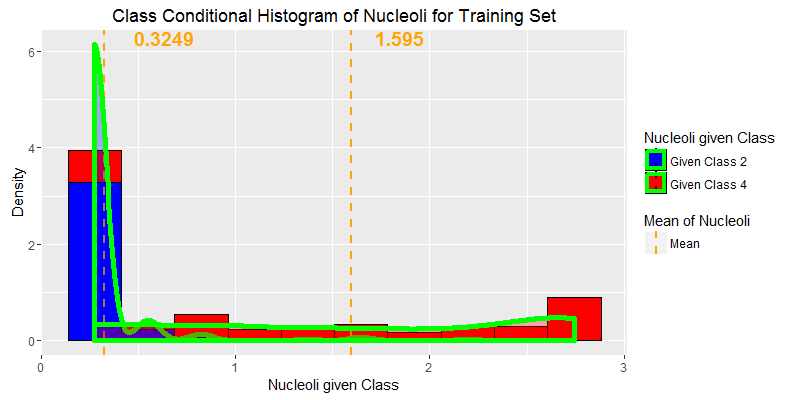 Class Conditional Histogram of Nucleoli for Training Set
0.3249
1.595
6
4
2
0
Density
0
1
2
3
Nucleoli given Class
Nucleoli given Class
Given Class 2
Given Class 4
Mean of Nucleoli
Mean